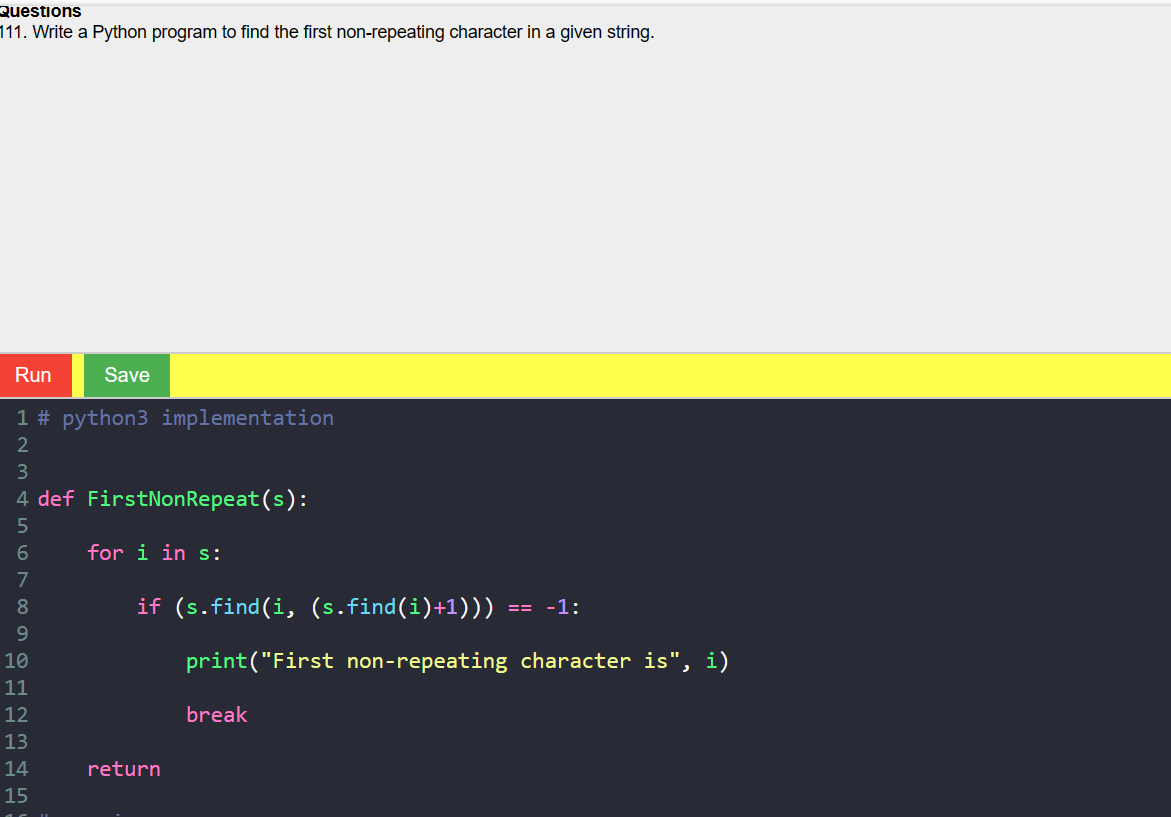 Questions
111. Write a Python program to find the first non-repeating character in a given string.
Run Save
1 # python3 implementation
2
3
4 def FirstNonRepeat(s):
5
6     for i in s:
7
8         if (s.find(i, (s.find(i)+1))) == -1:
9
10             print("First non-repeating character is", i)
11
12             break
13
14     return
15